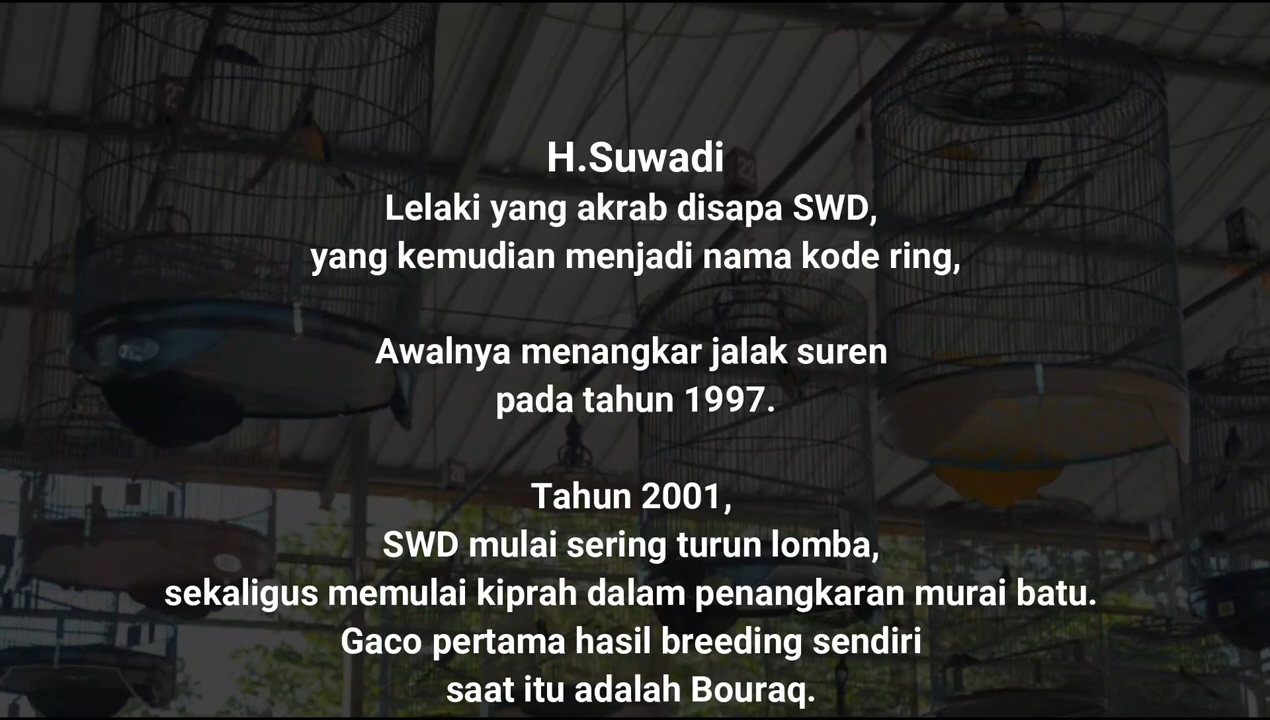 H.Suwadi
Lelaki yang akrab disapa SWD,
yang kemudian menjadi nama kode ring,
Awalnya menangkar jalak suren
pada tahun 1997.
Tahun 2001,
SWD mulai sering turun lomba,
sekaligus memulai kiprah dalam penangkaran murai batu.
Gaco pertama hasil breeding sendiri
saat itu adalah Bouraq.